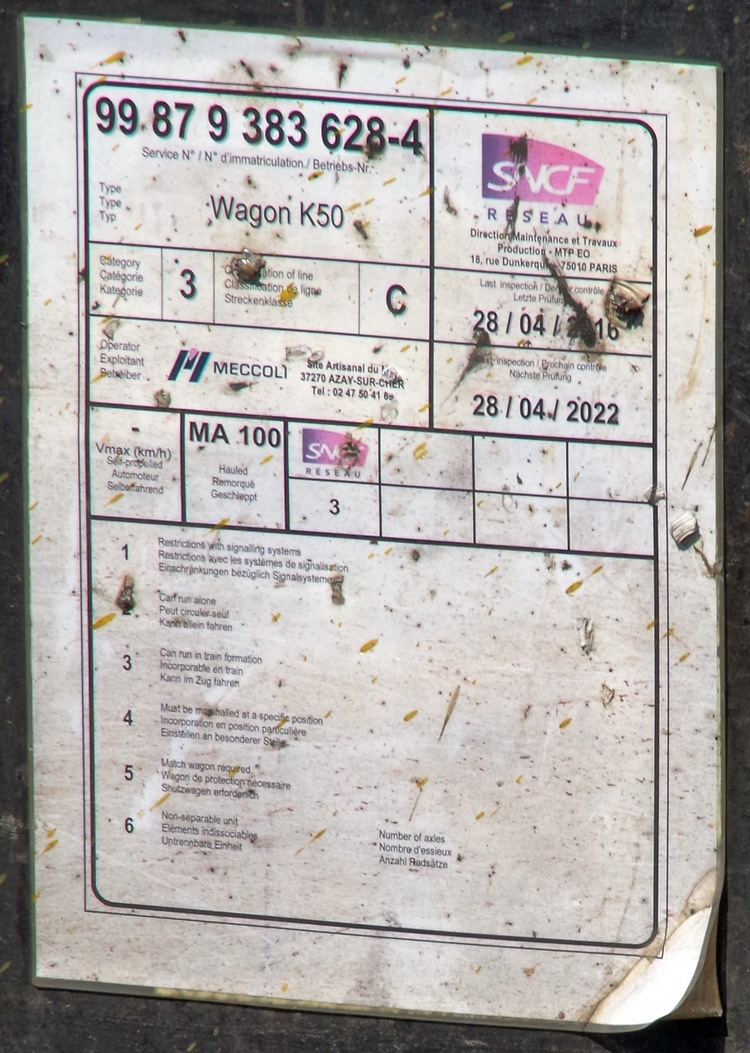 99 87 9 383 628-4
Service N° / N° d'immatriculation / Betriebs-Nr.
Type
Type
Typ
Wagon K50
SNCF
RÉSEAU
Direction Maintenance et Travaux
Production - MTP EO
18, rue Dunkerque 75010 PARIS
Category
Catégorie
Kategorie
3
of line
Classification de ligne
Streckenklasse
C
Last inspection / contrôle
Letzte Prüfung
28 / 04 / 2016
Operator
Exploitant
Betreiber
MECCOLI
Site Artisanal du
37270 AZAY-SUR-CHER
Tel : 02 47 50 41
inspection / Prochain contrôle
Nächste Prüfung
28 / 04 / 2022
-
Vmax (km/h)
Self-propelled
Automoteur
Selbstfahrend
MA 100
Hauled
Remorqué
Geschleppt
SNCF
RÉSEAU
3
1
Restrictions with signalling systems
Restrictions avec les systèmes de signalisation
Einschränkungen bezüglich Signalsysteme
Can run alone
Peut circuler seul
Kann allein fahren
3
Can run in train formation
Incorporable en train
Kann im Zug fahren
4
Must be marshalled at a specific position
Incorporation en position particulière
Einstellen an besonderer Stelle
5
Match wagon required
Wagon de protection nécessaire
Shutzwagen erforderlich
6
Non-separable unit
Eléments indissociables
Untrennbare Einheit
Number of axles
Nombre d'essieux
Anzahl Radsätze